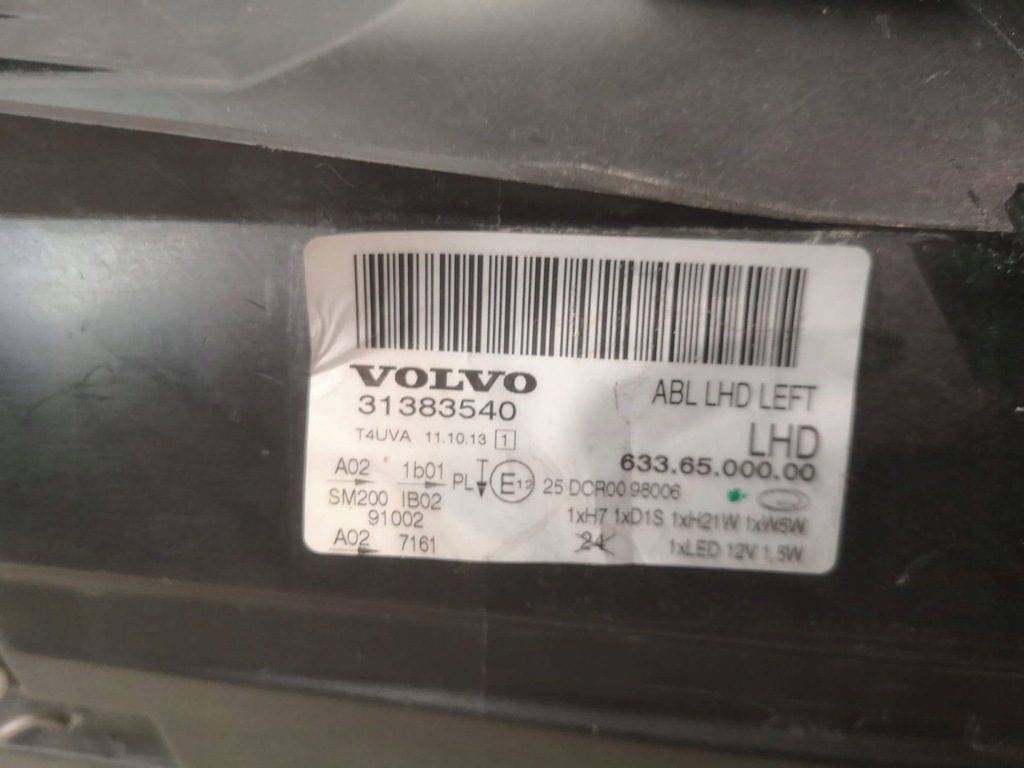 VOLVO
31383540
ABL LHD LEFT
LHD
T4UVA 11.10.13 1
633.65.000.00
A02 1b01 PL E12 25 DCR00 98006
SM200 IB02
91002
1xH7 1xD1S 1xH21W 1xW5W
A02 7161
24
1xLED 12V 1,5W